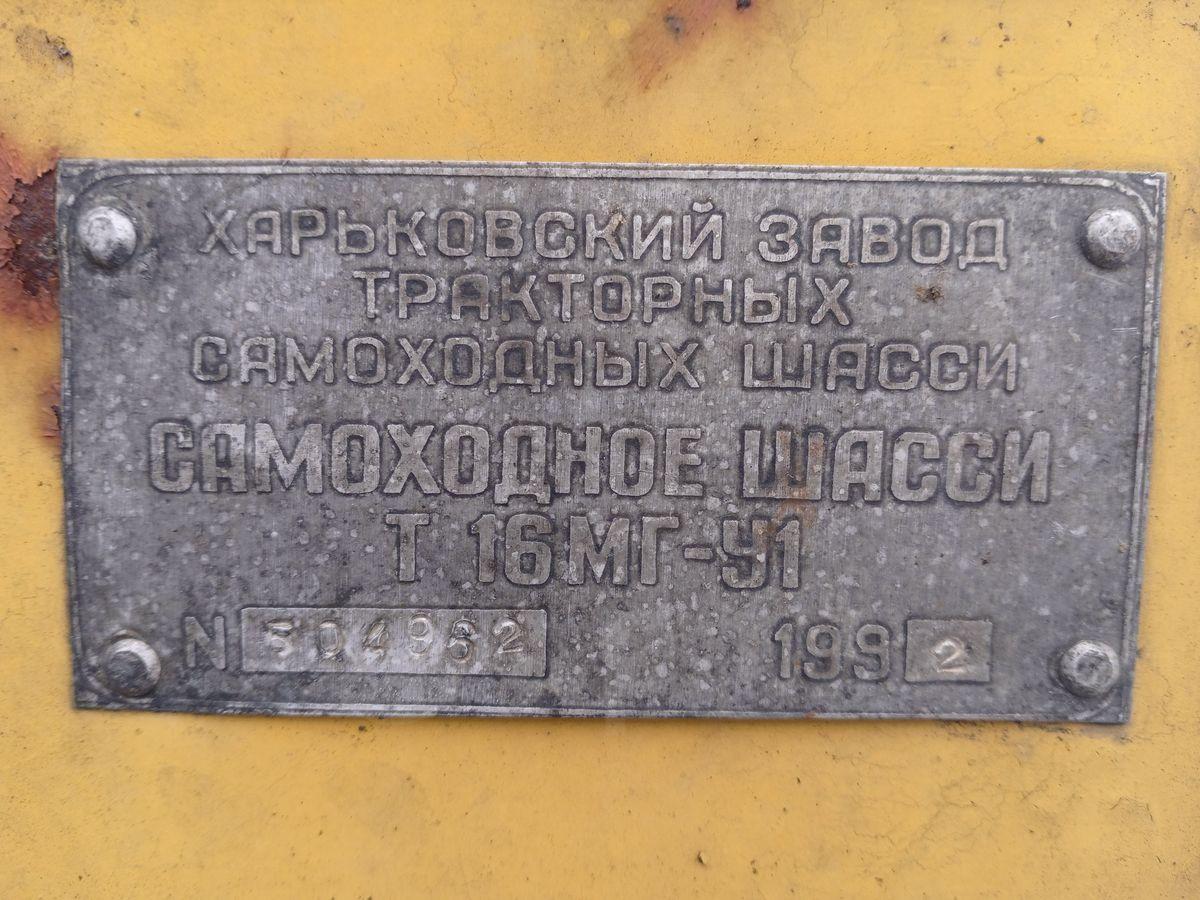 ХАРЬКОВСКИЙ ЗАВОД
ТРАКТОРНЫХ
САМОХОДНЫХ ШАССИ
САМОХОДНОЕ ШАССИ
Т 16МГ-У1
N 504962 1992